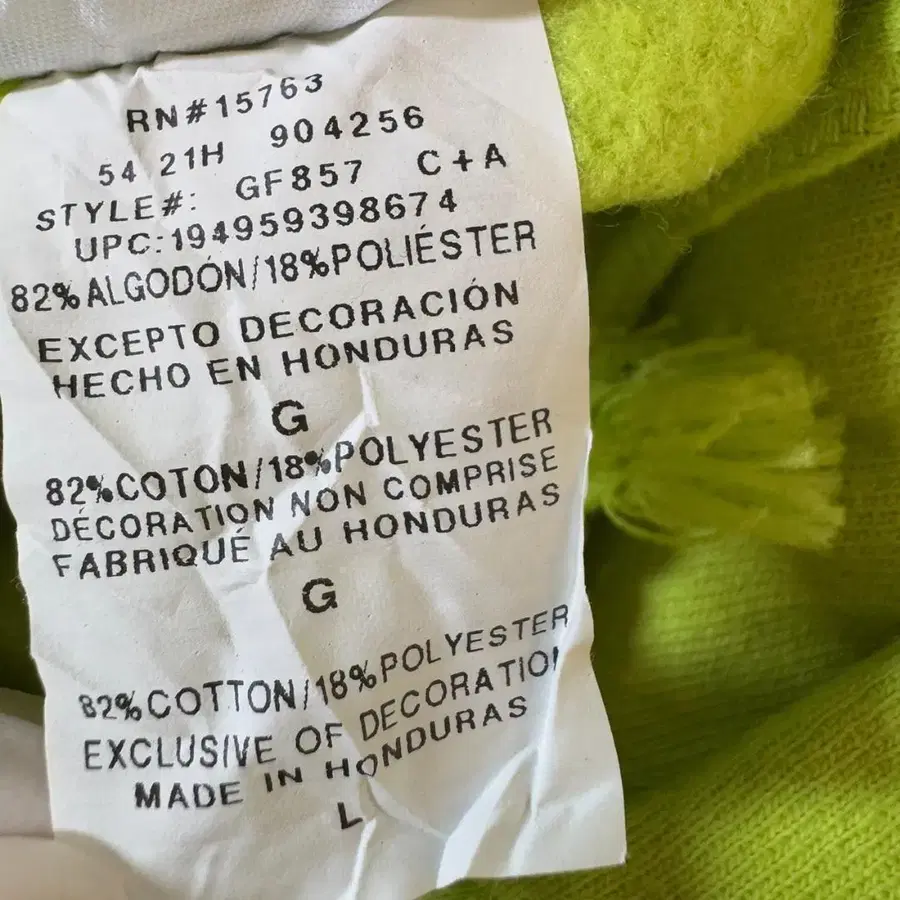 RN#15763
54 21H 904256
STYLE#: GF857 C+A
UPC:194959398674
82%ALGODÓN/18%POLIÉSTER
EXCEPTO DECORACIÓN
HECHO EN HONDURAS
G
82%COTON/18%POLYESTER
DÉCORATION NON COMPRISE
FABRIQUÉ AU HONDURAS
G
82%COTTON/18%POLYESTER
EXCLUSIVE OF DECORATION
MADE IN HONDURAS
L